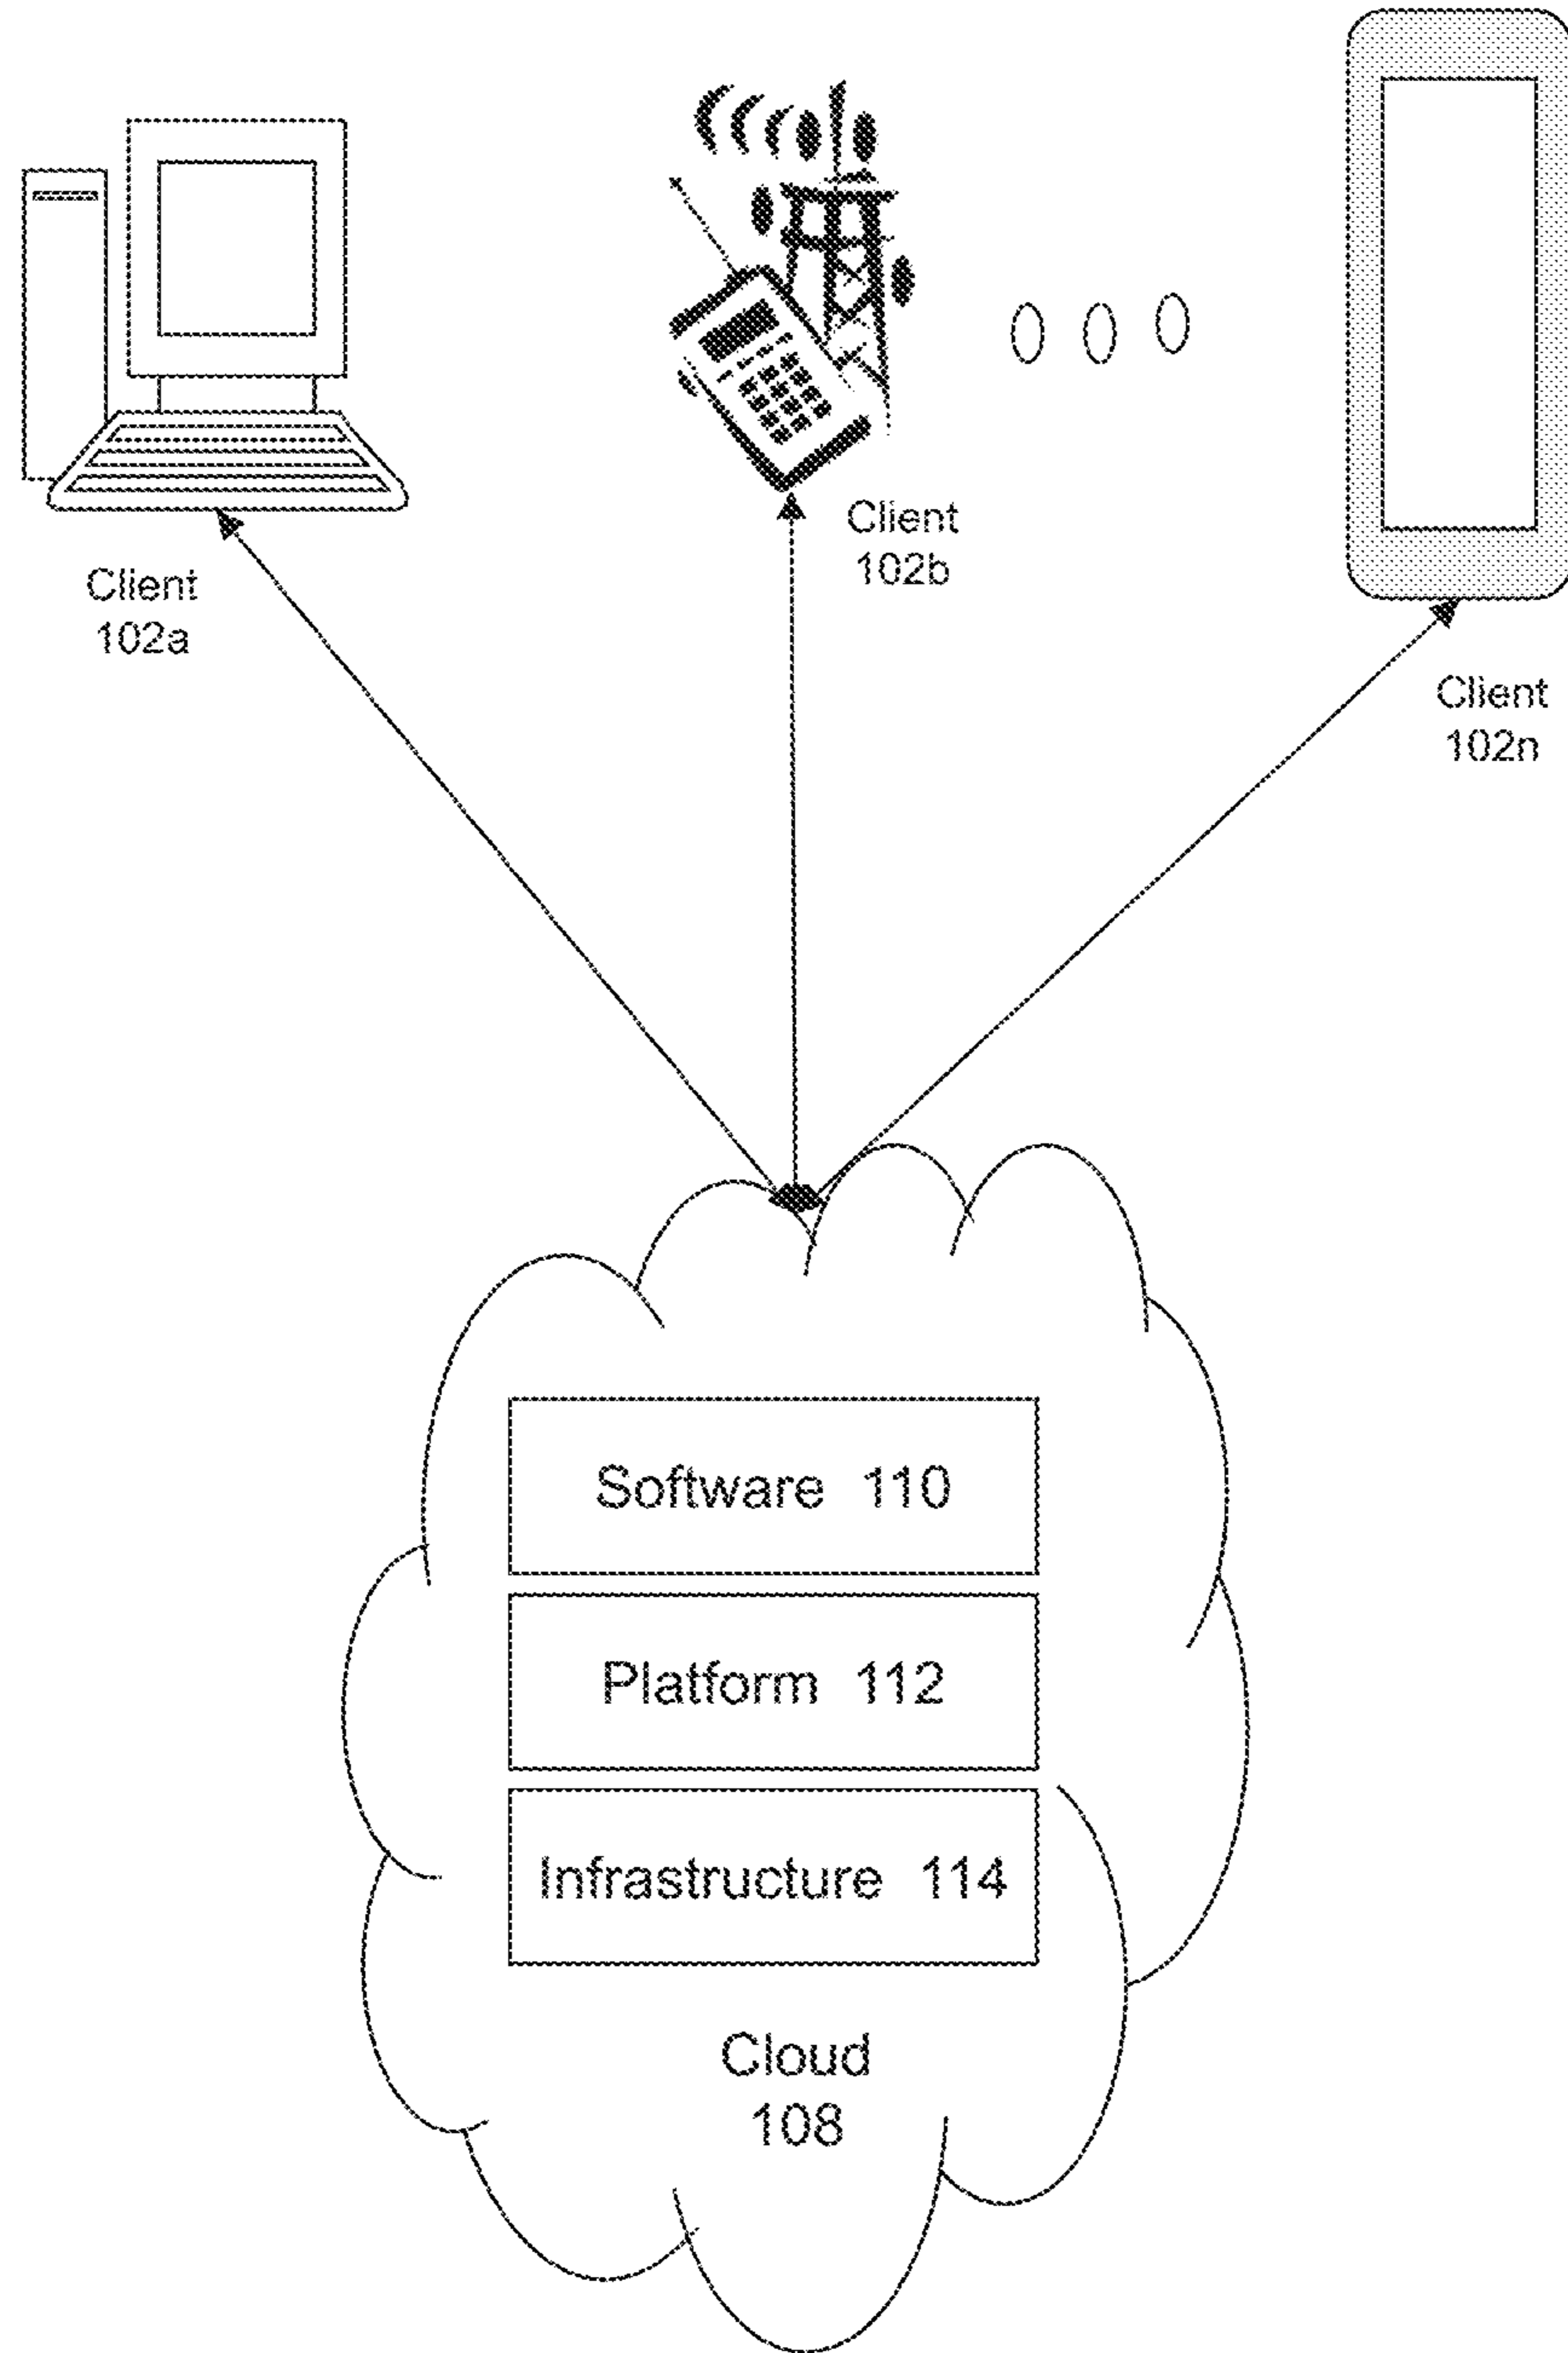 Client
102b
Client
102a
Client
102n
Software 110
Platform 112
Infrastructure 114
Cloud
108